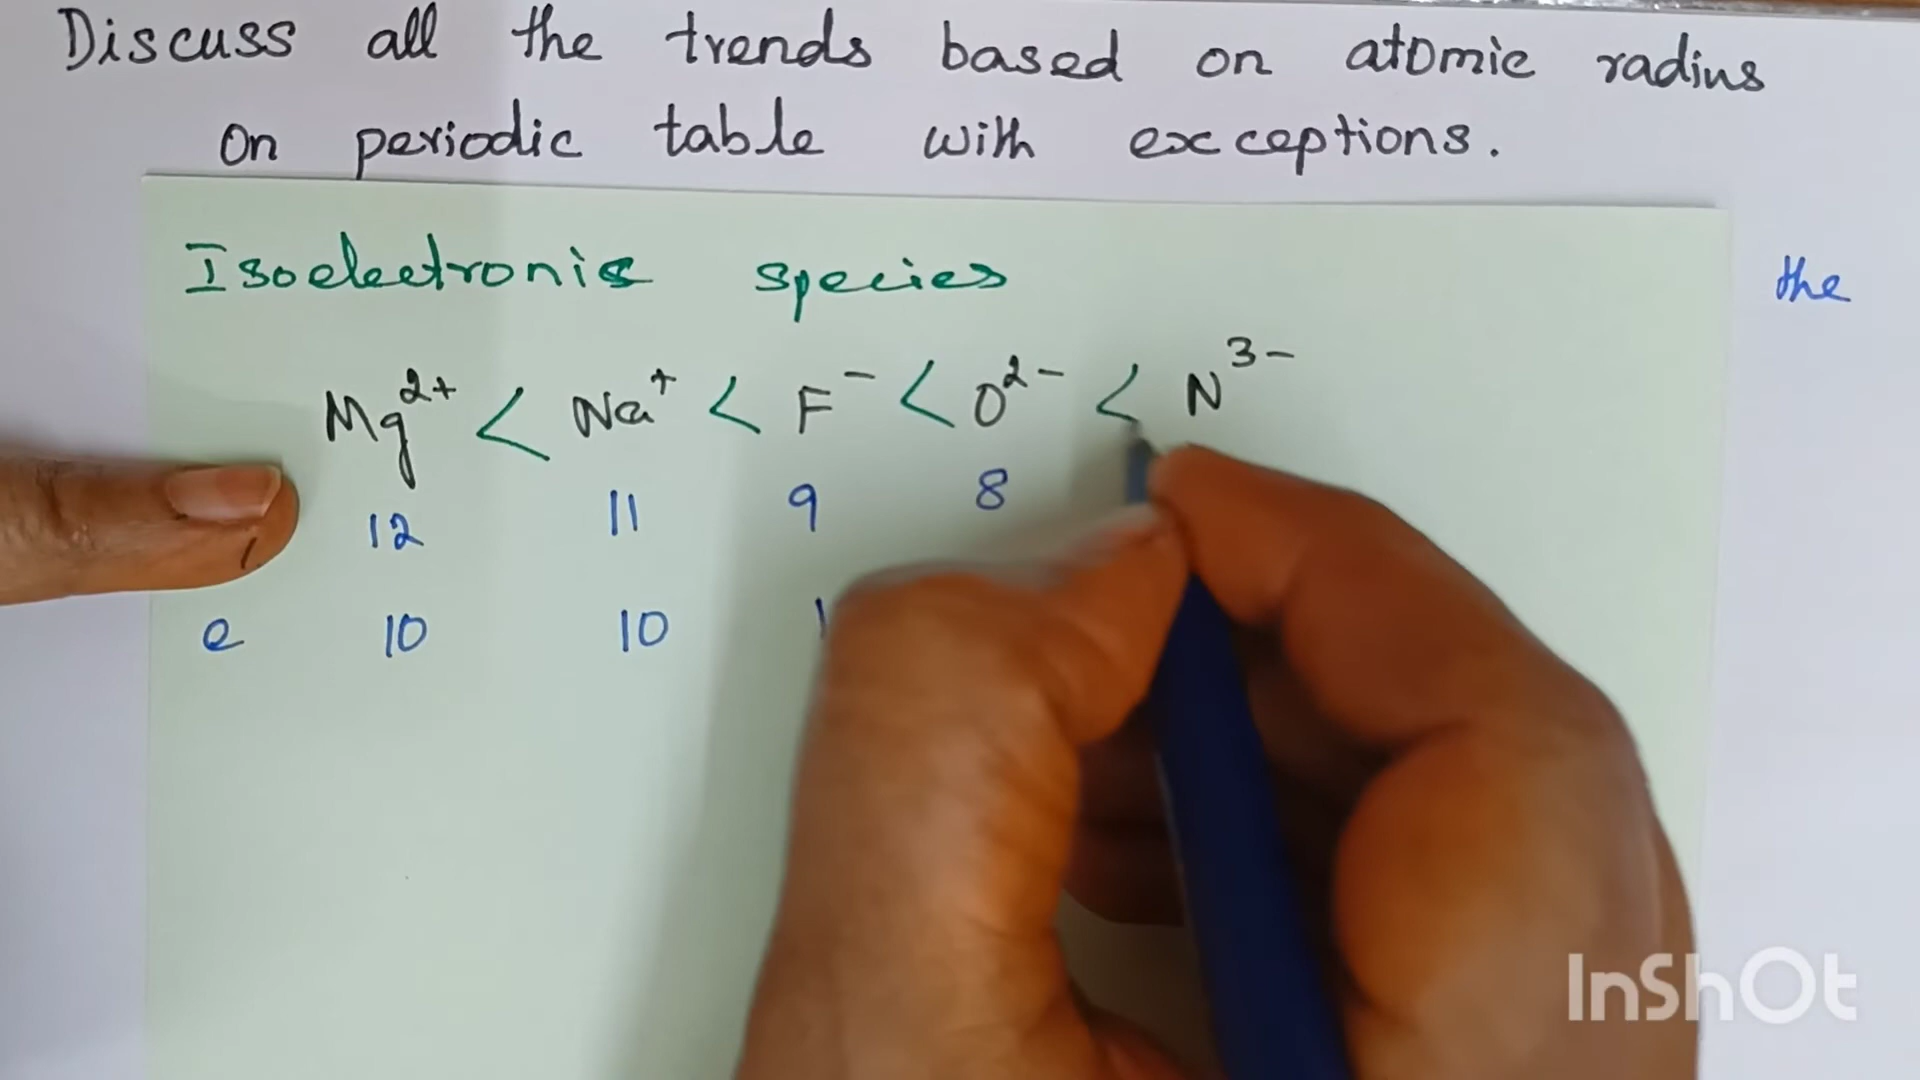 Discuss all the trends based on atomic radius
on periodic table with exceptions.
Isoelectronic species the
Mg²⁺ < Na⁺ < F⁻ < O²⁻ < N³⁻
12 11 9 8
e 10 10
InShOt